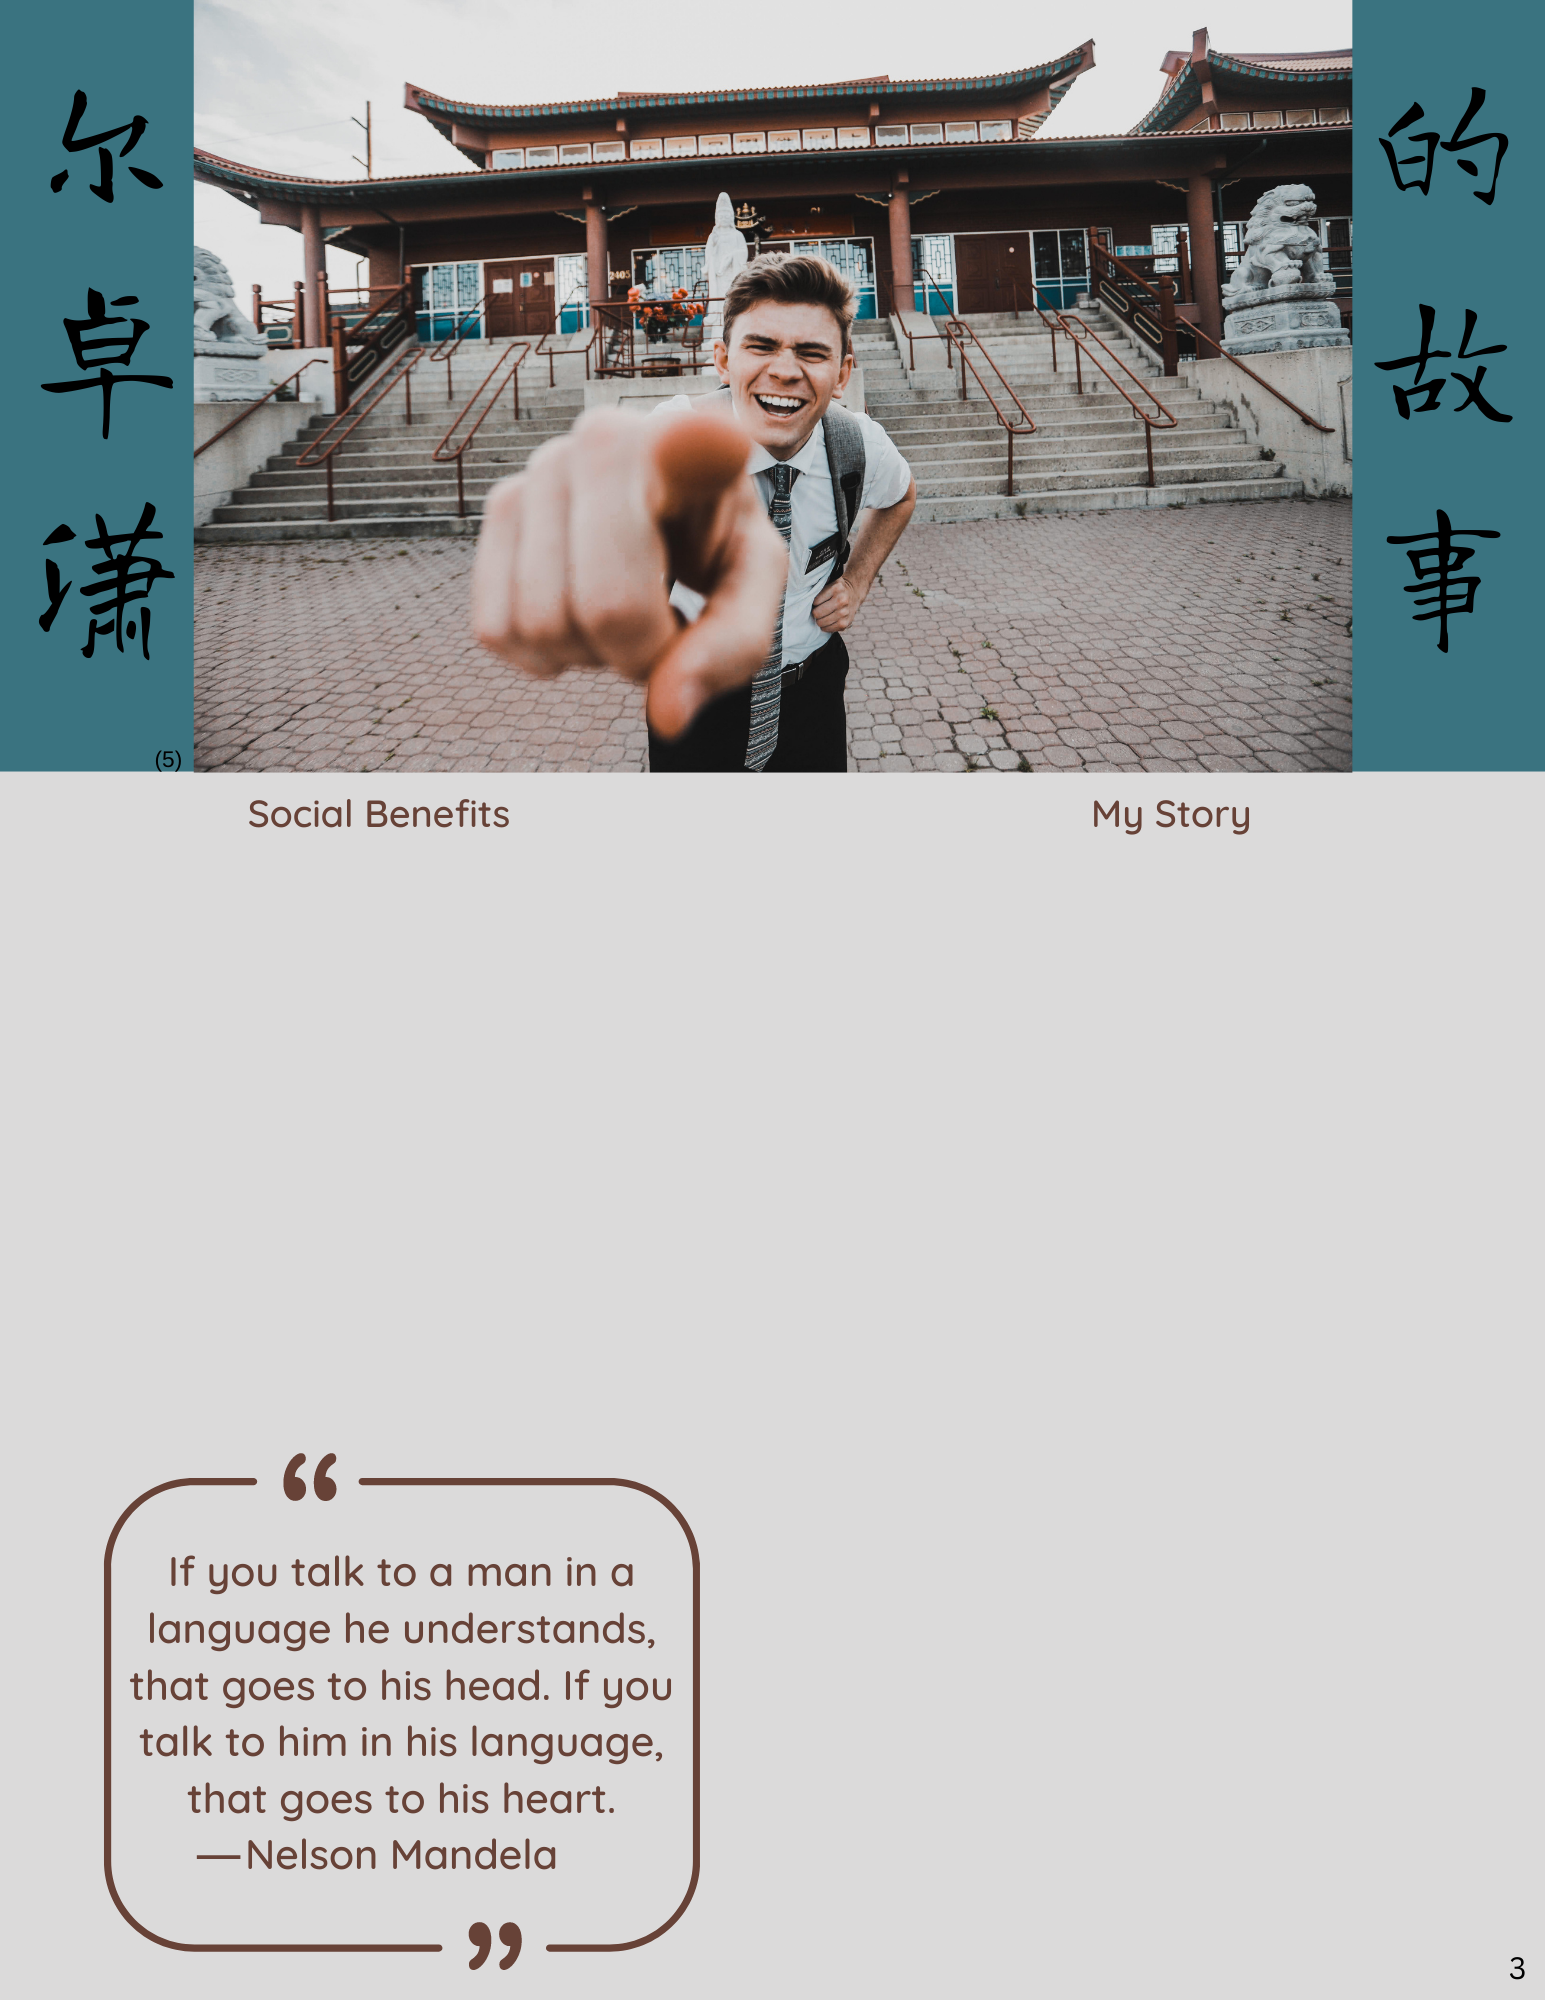 尔
卓
潇
的
故
事
2405
(5)
Social Benefits
My Story
“
If you talk to a man in a
language he understands,
that goes to his head. If you
talk to him in his language,
that goes to his heart.
—Nelson Mandela
”
3